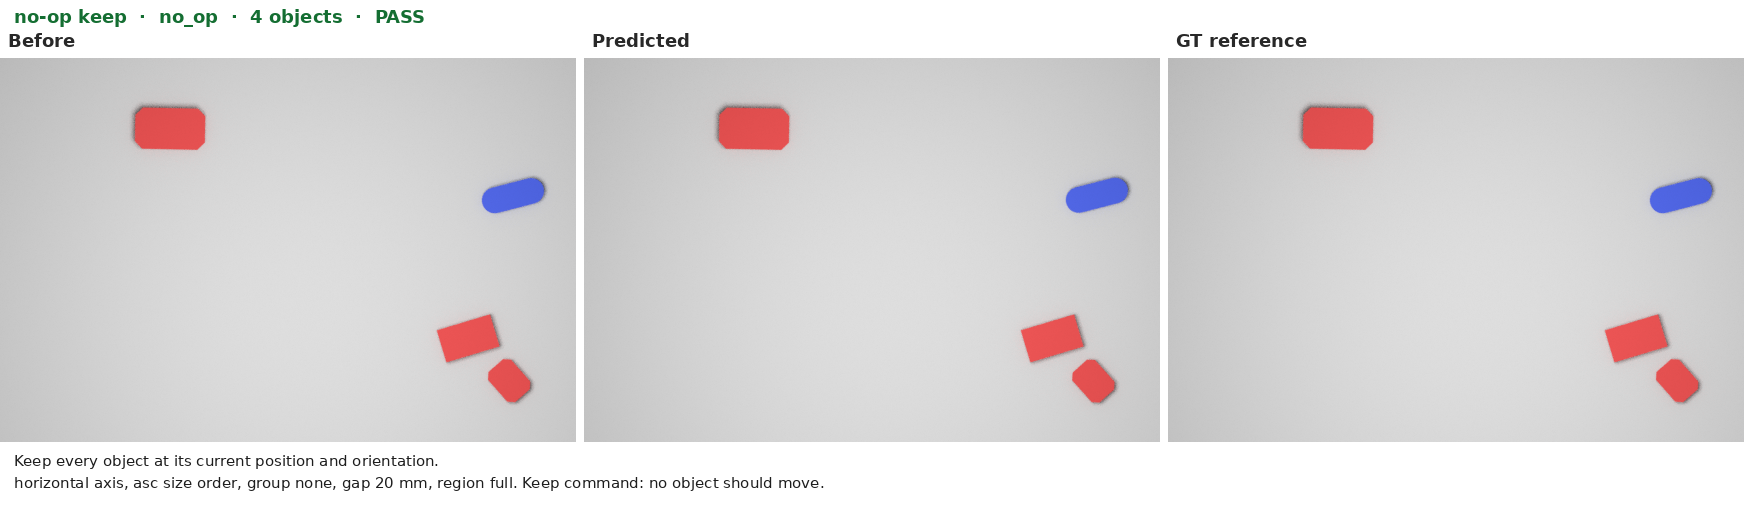 no-op keep · no_op · 4 objects · PASS
Before
Predicted
GT reference
Keep every object at its current position and orientation.
horizontal axis, asc size order, group none, gap 20 mm, region full. Keep command: no object should move.